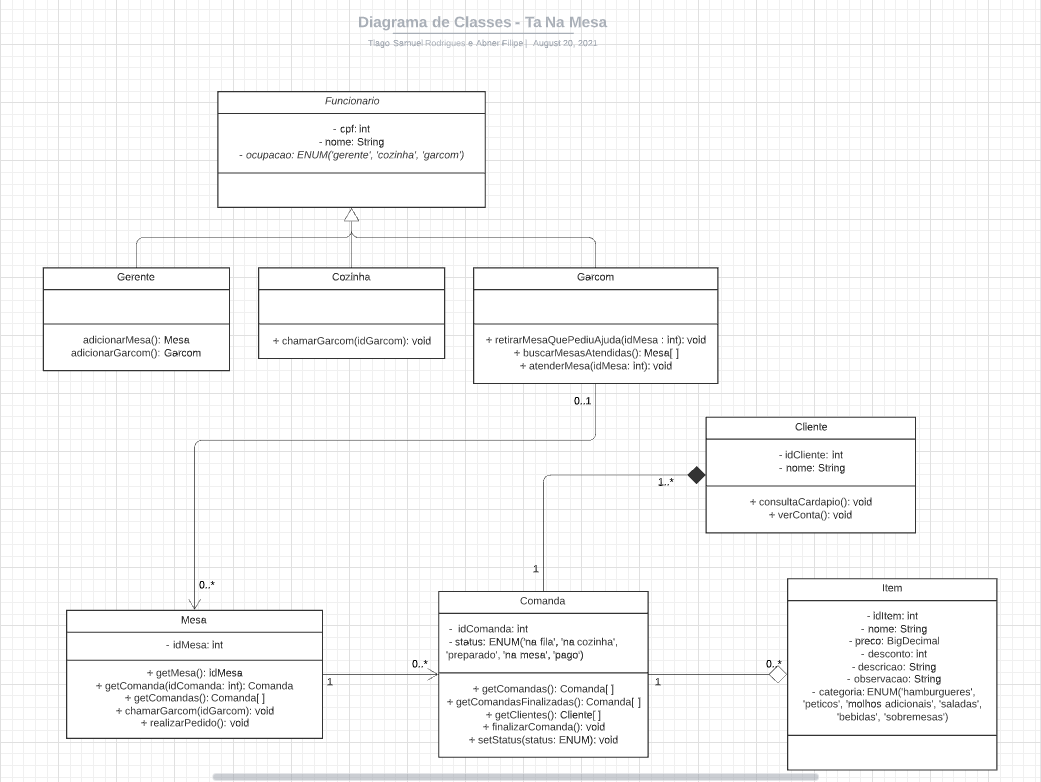 Diagrama de Classes - Ta Na Mesa
Tiago Samuel Rodrigues e Abner Filipe | August 20, 2021
Funcionario
- cpf: int
- nome: String
- ocupacao: ENUM('gerente', 'cozinha', 'garcom')
Gerente
adicionarMesa(): Mesa
adicionarGarcom(): Garcom
Cozinha
+ chamarGarcom(idGarcom): void
Garcom
+ retirarMesaQuePediuAjuda(idMesa : int): void
+ buscarMesasAtendidas(): Mesa[ ]
+ atenderMesa(idMesa: int): void
0..1
Cliente
- idCliente: int
- nome: String
+ consultaCardapio(): void
+ verConta(): void
1..*
1
0..*
Mesa
- idMesa: int
+ getMesa(): idMesa
+ getComanda(idComanda: int): Comanda
+ getComandas(): Comanda[ ]
+ chamarGarcom(idGarcom): void
+ realizarPedido(): void
1
0..*
Comanda
- idComanda: int
- status: ENUM('na fila', 'na cozinha',
'preparado', 'na mesa', 'pago')
+ getComandas(): Comanda[ ]
+ getComandasFinalizadas(): Comanda[ ]
+ getClientes(): Cliente[ ]
+ finalizarComanda(): void
+ setStatus(status: ENUM): void
1
0..*
Item
- idItem: int
- nome: String
- preco: BigDecimal
- desconto: int
- descricao: String
- observacao: String
- categoria: ENUM('hamburgueres',
'peticos', 'molhos adicionais', 'saladas',
'bebidas', 'sobremesas')